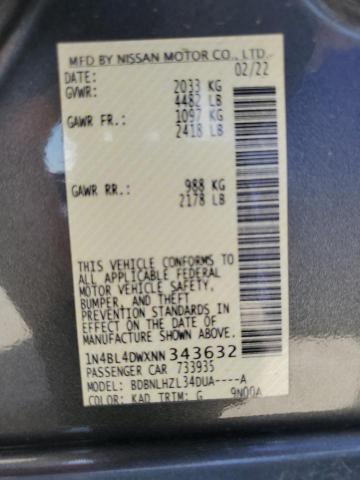 MFD BY NISSAN MOTOR CO., LTD.
DATE: 02/22
GVWR: 2033 KG
4482 LB
GAWR FR.: 1097 KG
2418 LB
GAWR RR.: 988 KG
2178 LB
THIS VEHICLE CONFORMS TO
ALL APPLICABLE FEDERAL
MOTOR VEHICLE SAFETY,
BUMPER, AND THEFT
PREVENTION STANDARDS IN
EFFECT ON THE DATE OF
MANUFACTURE SHOWN ABOVE.
1N4BL4DWXNN343632
PASSENGER CAR 733935
MODEL: BDBNLHZL34DUA----A
COLOR: KAD TRIM: G 9N00A